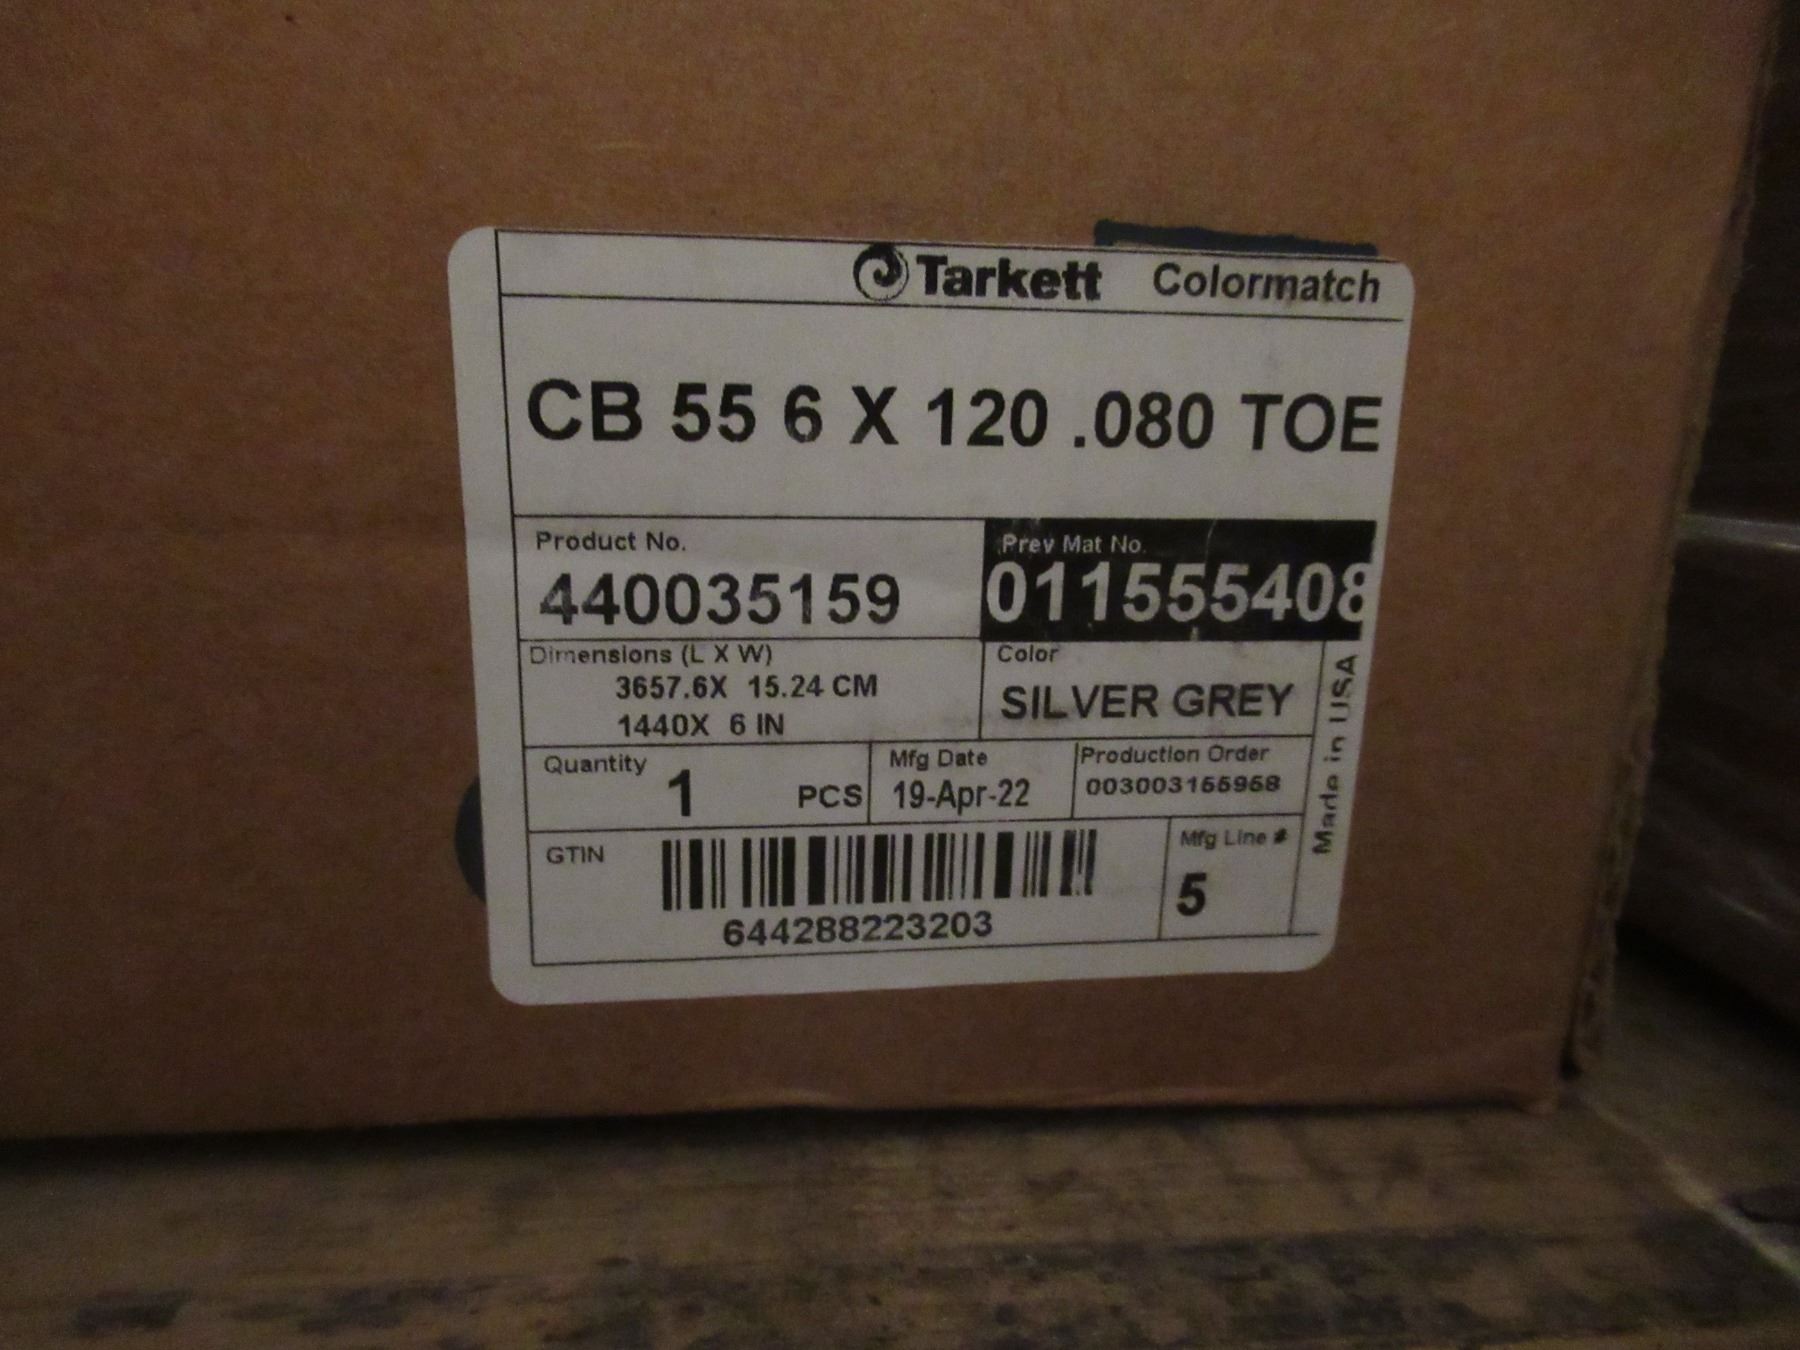 Tarkett Colormatch
CB 55 6 X 120 .080 TOE
Product No.
440035159
Prev Mat No.
011555408
Dimensions (L X W)
3657.6X 15.24 CM
1440X 6 IN
Color
SILVER GREY
Made in USA
Quantity
1 PCS
Mfg Date
19-Apr-22
Production Order
003003155958
GTIN
644288223203
Mfg Line #
5